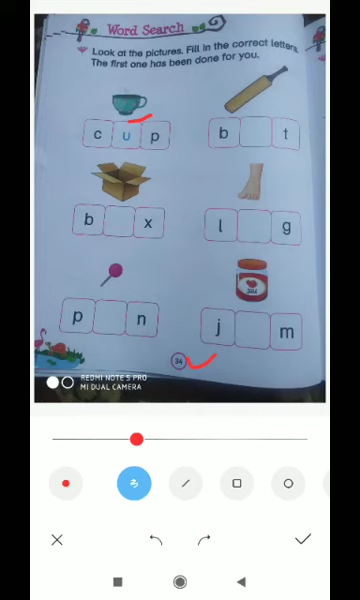 Word Search
Look at the pictures. Fill in the correct letters.
The first one has been done for you.
c u p
b t
b x
l g
p n
JAM
j m
34
REDMI NOTE 5 PRO
MI DUAL CAMERA